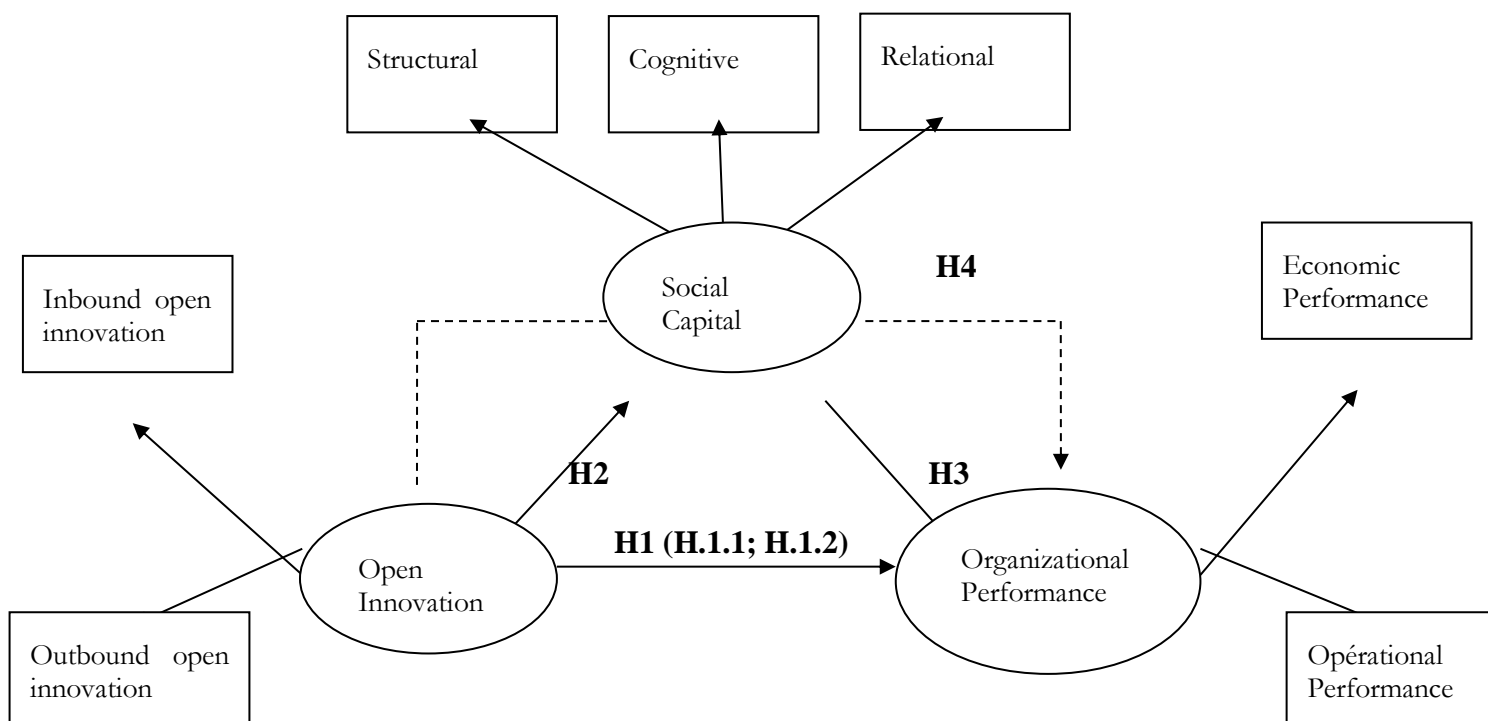 Structural
Cognitive
Relational
H4
Social
Capital
Economic
Performance
Inbound open
innovation
H2
H3
H1 (H.1.1; H.1.2)
Open
Innovation
Organizational
Performance
Outbound open
innovation
Opérational
Performance